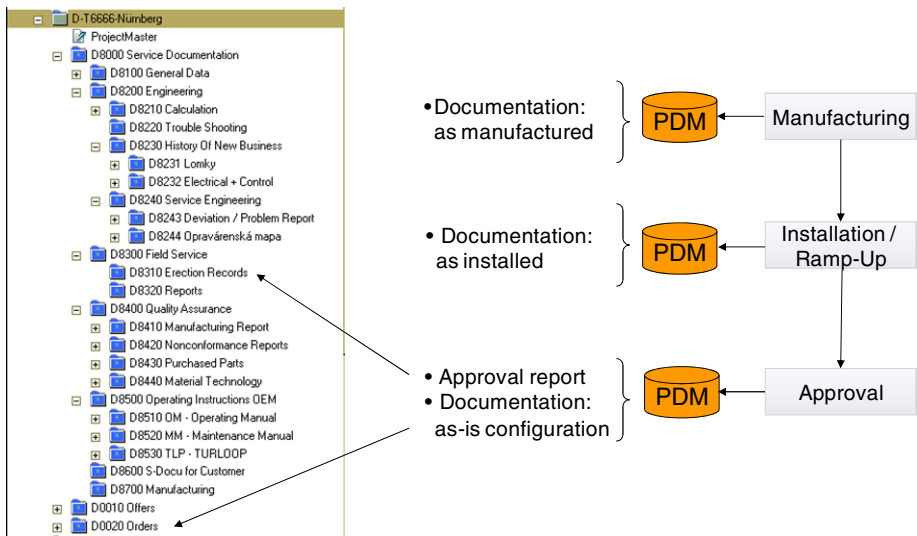 D-T6666-Nürnberg
ProjectMaster
D8000 Service Documentation
D8100 General Data
D8200 Engineering
D8210 Calculation
D8220 Trouble Shooting
D8230 History Of New Business
D8231 Lomky
D8232 Electrical + Control
D8240 Service Engineering
D8243 Deviation / Problem Report
D8244 Opravárenská mapa
D8300 Field Service
D8310 Erection Records
D8320 Reports
D8400 Quality Assurance
D8410 Manufacturing Report
D8420 Nonconformance Reports
D8430 Purchased Parts
D8440 Material Technology
D8500 Operating Instructions OEM
D8510 OM - Operating Manual
D8520 MM - Maintenance Manual
D8530 TLP - TURLOOP
D8600 S-Docu for Customer
D8700 Manufacturing
D0010 Offers
D0020 Orders
•Documentation:
as manufactured
PDM
Manufacturing
• Documentation:
as installed
PDM
Installation /
Ramp-Up
• Approval report
• Documentation:
as-is configuration
PDM
Approval